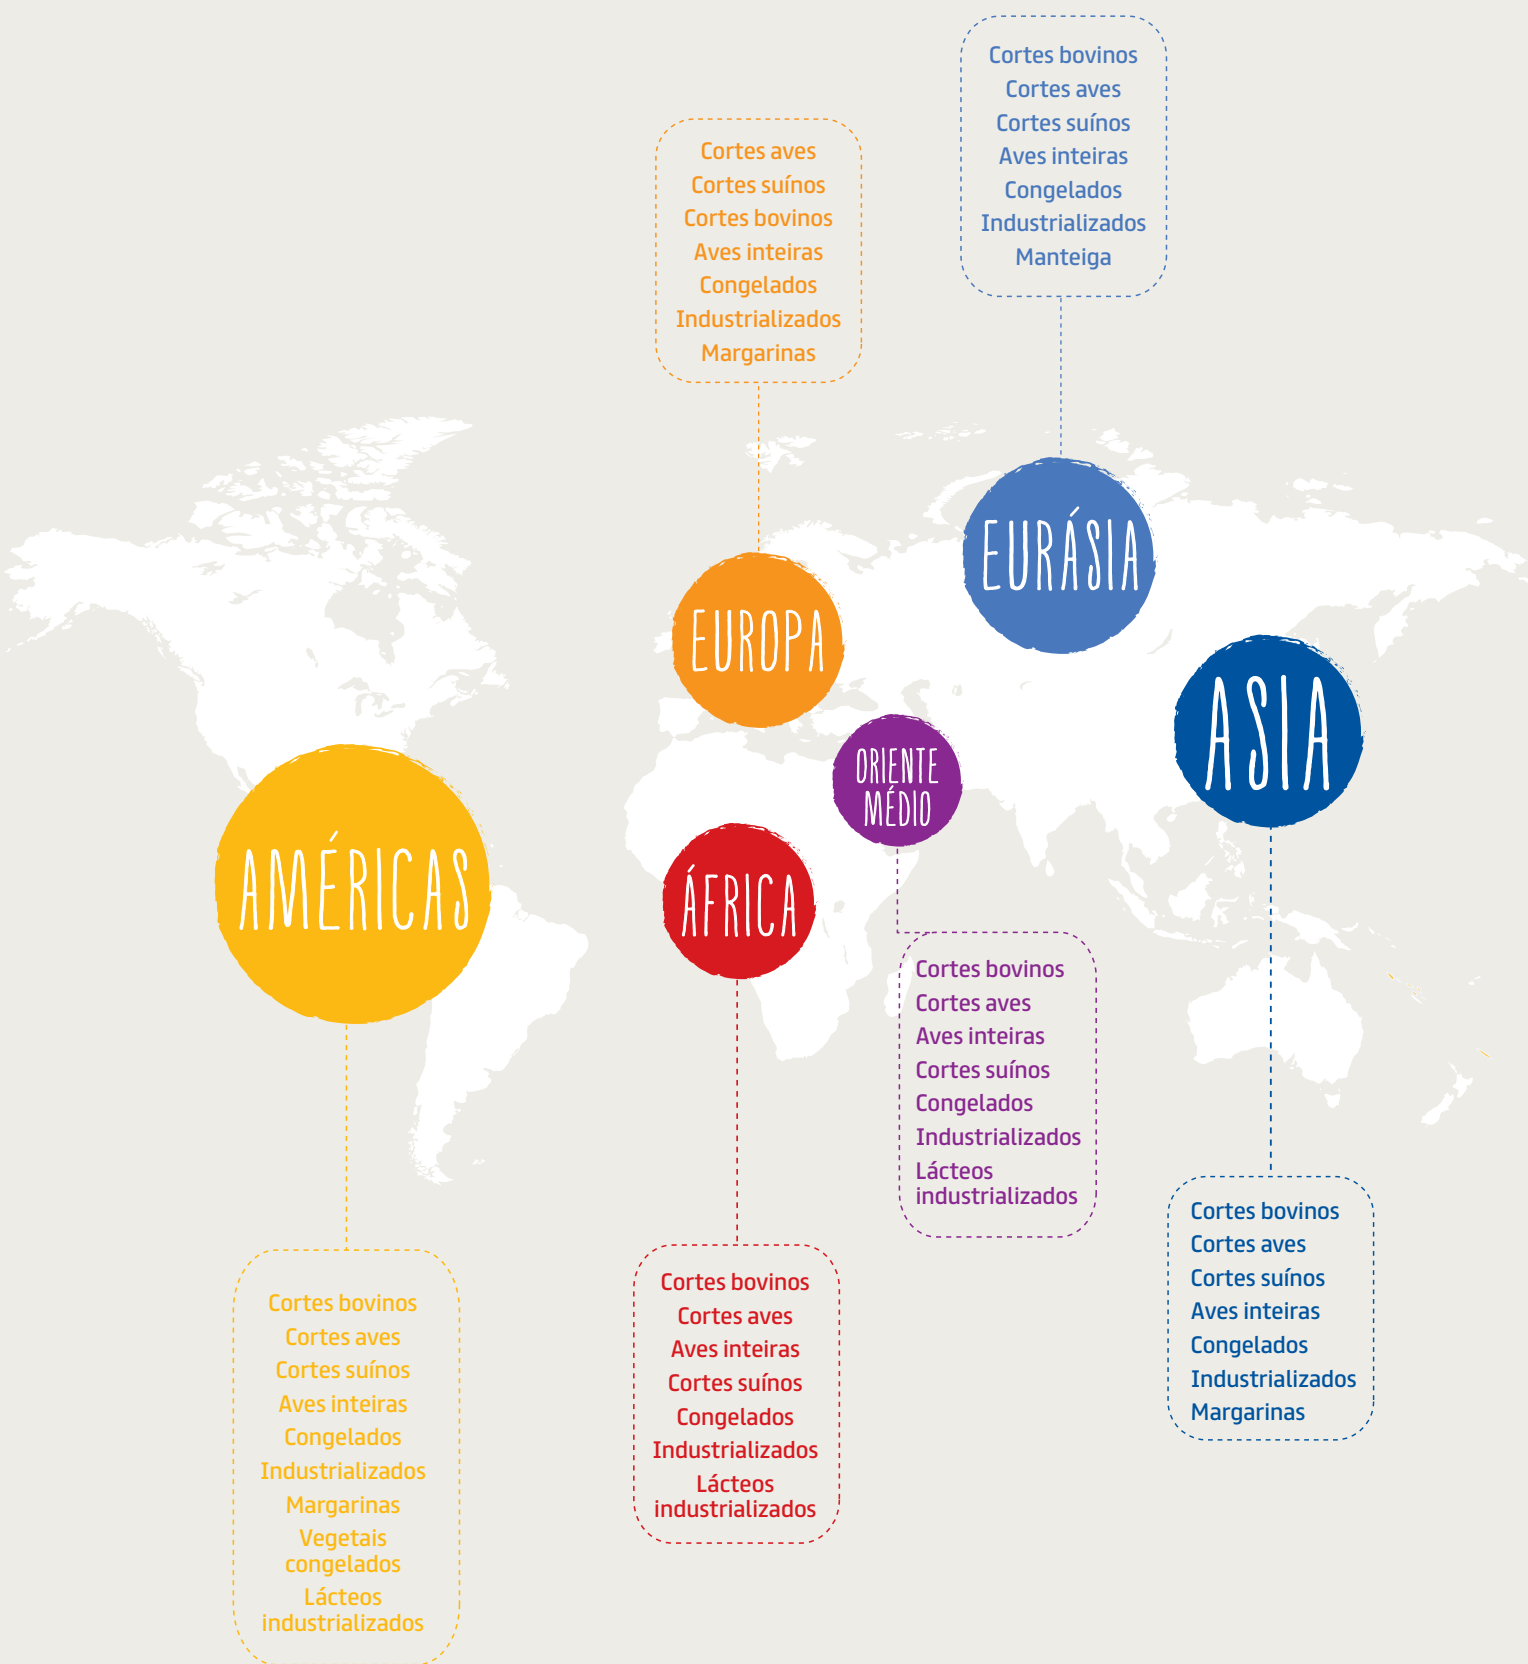 Cortes bovinos
Cortes aves
Cortes suínos
Aves inteiras
Congelados
Industrializados
Manteiga
Cortes aves
Cortes suínos
Cortes bovinos
Aves inteiras
Congelados
Industrializados
Margarinas
EURÁSIA
EUROPA
ASIA
ORIENTE
MÉDIO
AMÉRICAS
ÁFRICA
Cortes bovinos
Cortes aves
Aves inteiras
Cortes suínos
Congelados
Industrializados
Lácteos
industrializados
Cortes bovinos
Cortes aves
Cortes suínos
Aves inteiras
Congelados
Industrializados
Margarinas
Cortes bovinos
Cortes aves
Aves inteiras
Cortes suínos
Congelados
Industrializados
Lácteos
industrializados
Cortes bovinos
Cortes aves
Cortes suínos
Aves inteiras
Congelados
Industrializados
Margarinas
Vegetais
congelados
Lácteos
industrializados